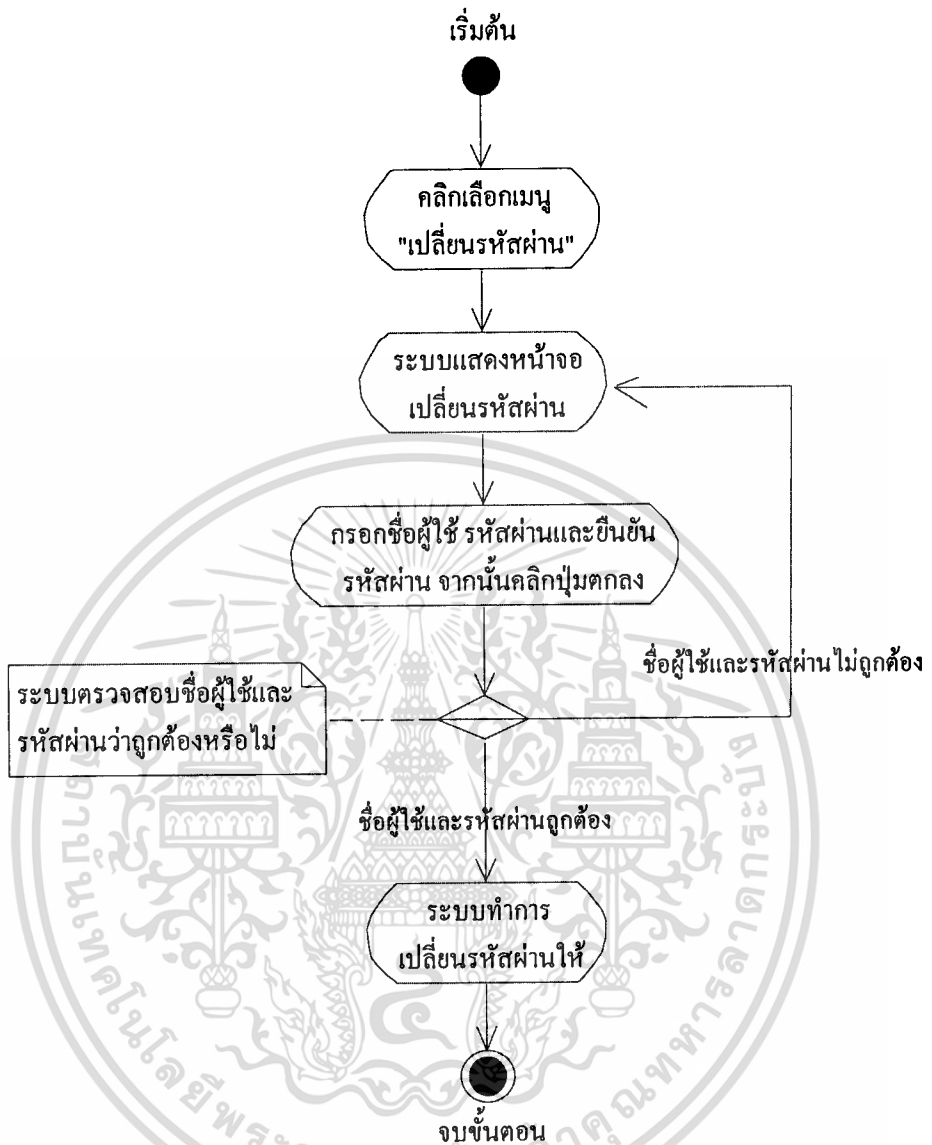 เริ่มต้น
คลิกเลือกเมนู
"เปลี่ยนรหัสผ่าน"
ระบบแสดงหน้าจอ
เปลี่ยนรหัสผ่าน
กรอกชื่อผู้ใช้ รหัสผ่านและยืนยัน
รหัสผ่าน จากนั้นคลิกปุ่มตกลง
ชื่อผู้ใช้และรหัสผ่านไม่ถูกต้อง
ระบบตรวจสอบชื่อผู้ใช้และ
รหัสผ่านว่าถูกต้องหรือไม่
ชื่อผู้ใช้และรหัสผ่านถูกต้อง
ระบบทำการ
เปลี่ยนรหัสผ่านให้
จบขั้นตอน